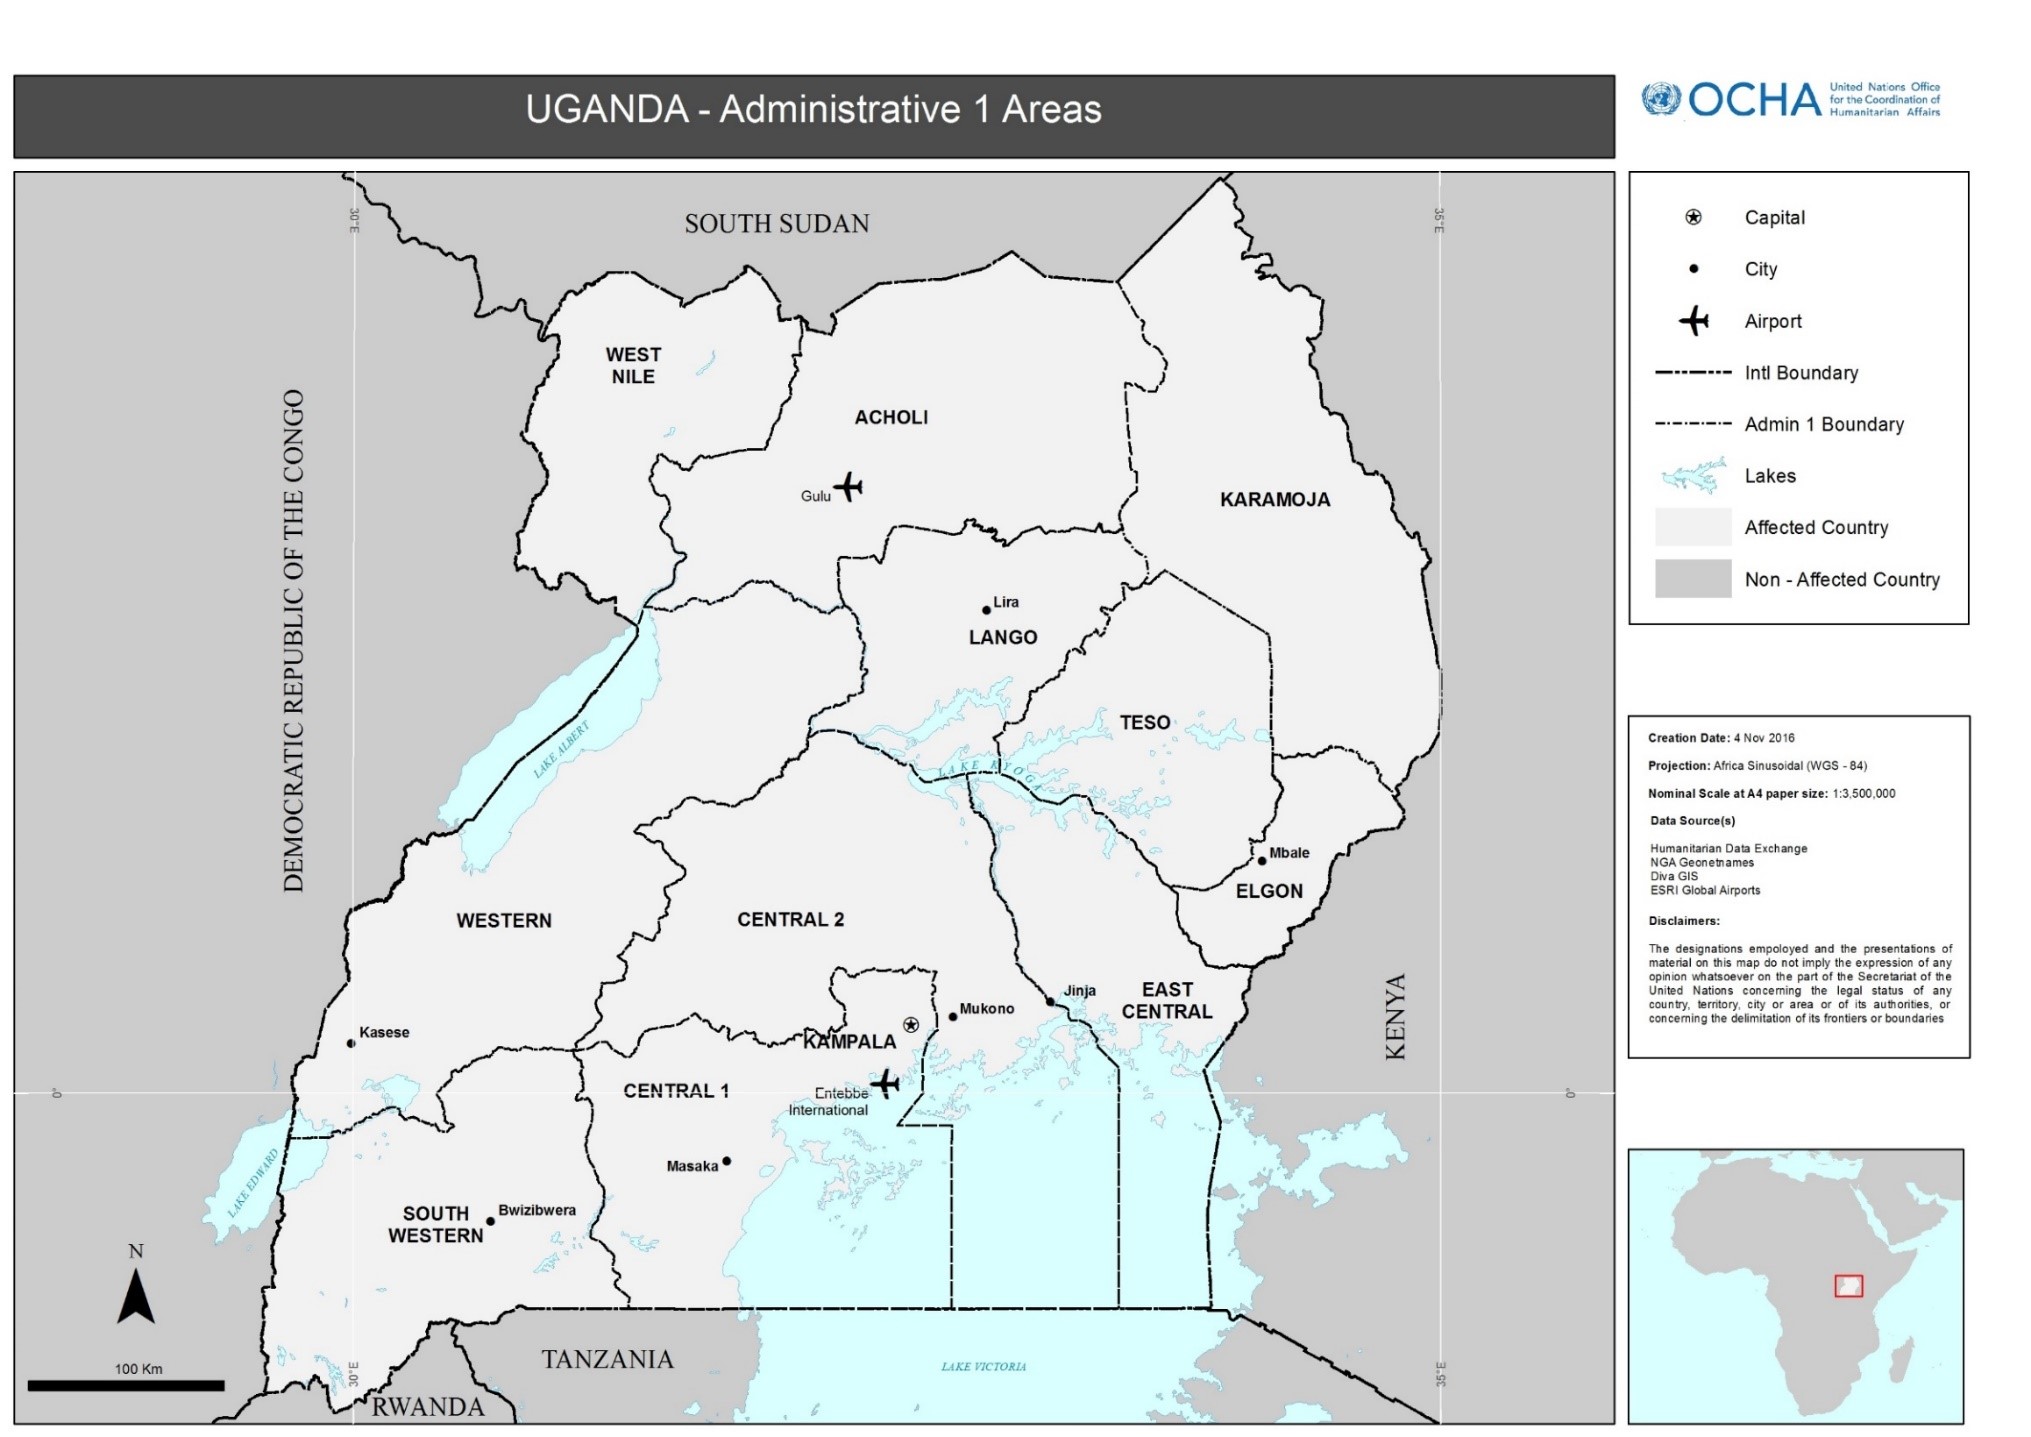 UGANDA - Administrative 1 Areas
OCHA
United Nations Office
for the Coordination of
Humanitarian Affairs
30°E
SOUTH SUDAN
35°E
WEST
NILE
ACHOLI
DEMOCRATIC REPUBLIC OF THE CONGO
Gulu
KARAMOJA
Lira
LANGO
LAKE ALBERT
TESO
LAKE KYOGA
Mbale
ELGON
WESTERN
CENTRAL 2
Jinja
EAST
CENTRAL
Mukono
KENYA
Kasese
KAMPALA
0°
CENTRAL 1
Entebbe
International
0°
Masaka
LAKE EDWARD
SOUTH
WESTERN
Bwizibwera
N
100 Km
TANZANIA
LAKE VICTORIA
30°E
35°E
RWANDA
Capital
City
Airport
Intl Boundary
Admin 1 Boundary
Lakes
Affected Country
Non - Affected Country
Creation Date: 4 Nov 2016
Projection: Africa Sinusoidal (WGS - 84)
Nominal Scale at A4 paper size: 1:3,500,000
Data Source(s)
Humanitarian Data Exchange
NGA Geonetnames
Diva GIS
ESRI Global Airports
Disclaimers:
The designations empoloyed and the presentations of
material on this map do not imply the expression of any
opinion whatsoever on the part of the Secretariat of the
United Nations concerning the legal status of any
country, territory, city or area or of its authorities, or
concerning the delimitation of its frontiers or boundaries